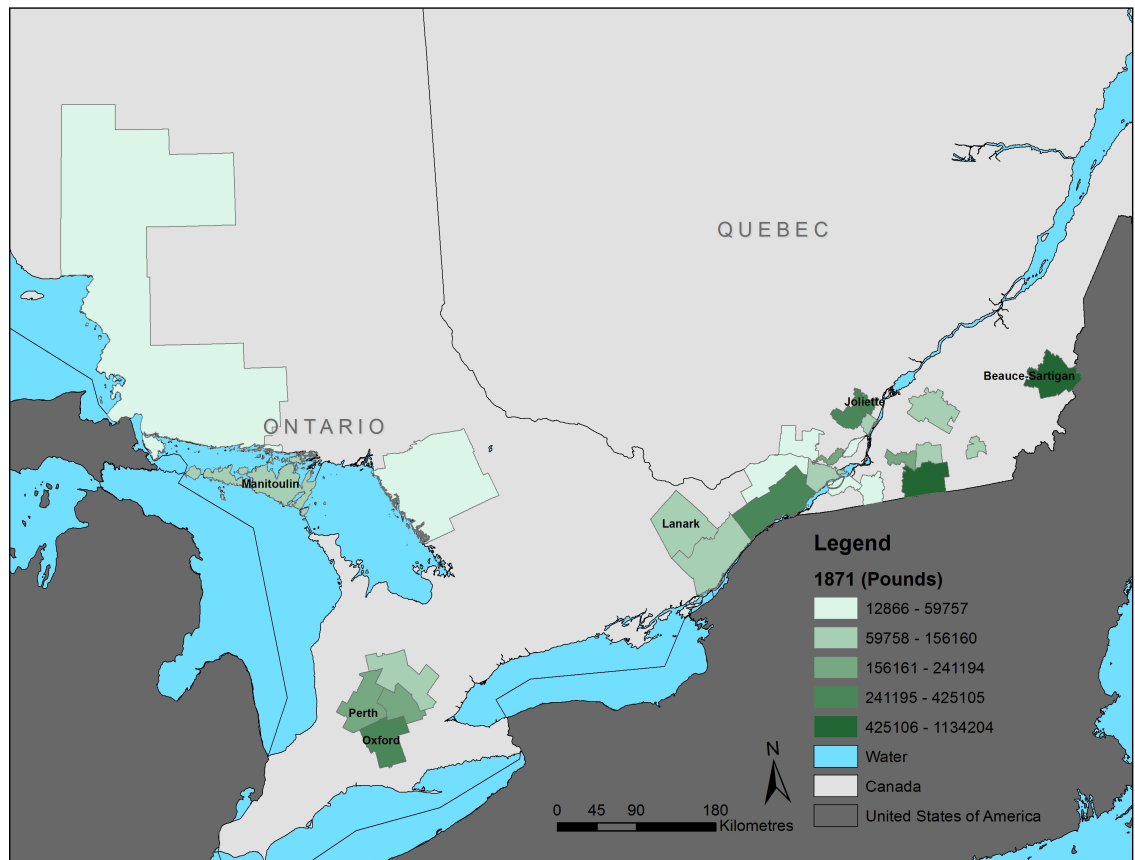 QUEBEC
Beauce-Sartigan
Joliette
ONTARIO
Manitoulin
Lanark
Perth
Oxford
Legend
1871 (Pounds)
12866 - 59757
59758 - 156160
156161 - 241194
241195 - 425105
425106 - 1134204
Water
Canada
United States of America
N
0 45 90 180
Kilometres